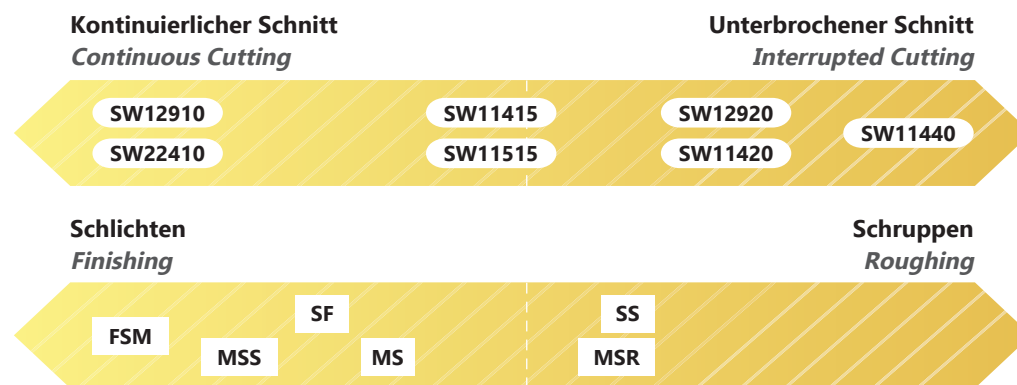 Kontinuierlicher Schnitt
Continuous Cutting
Unterbrochener Schnitt
Interrupted Cutting
SW12910
SW22410
SW11415
SW11515
SW12920
SW11420
SW11440
Schlichten
Finishing
Schruppen
Roughing
FSM
MSS
SF
MS
SS
MSR